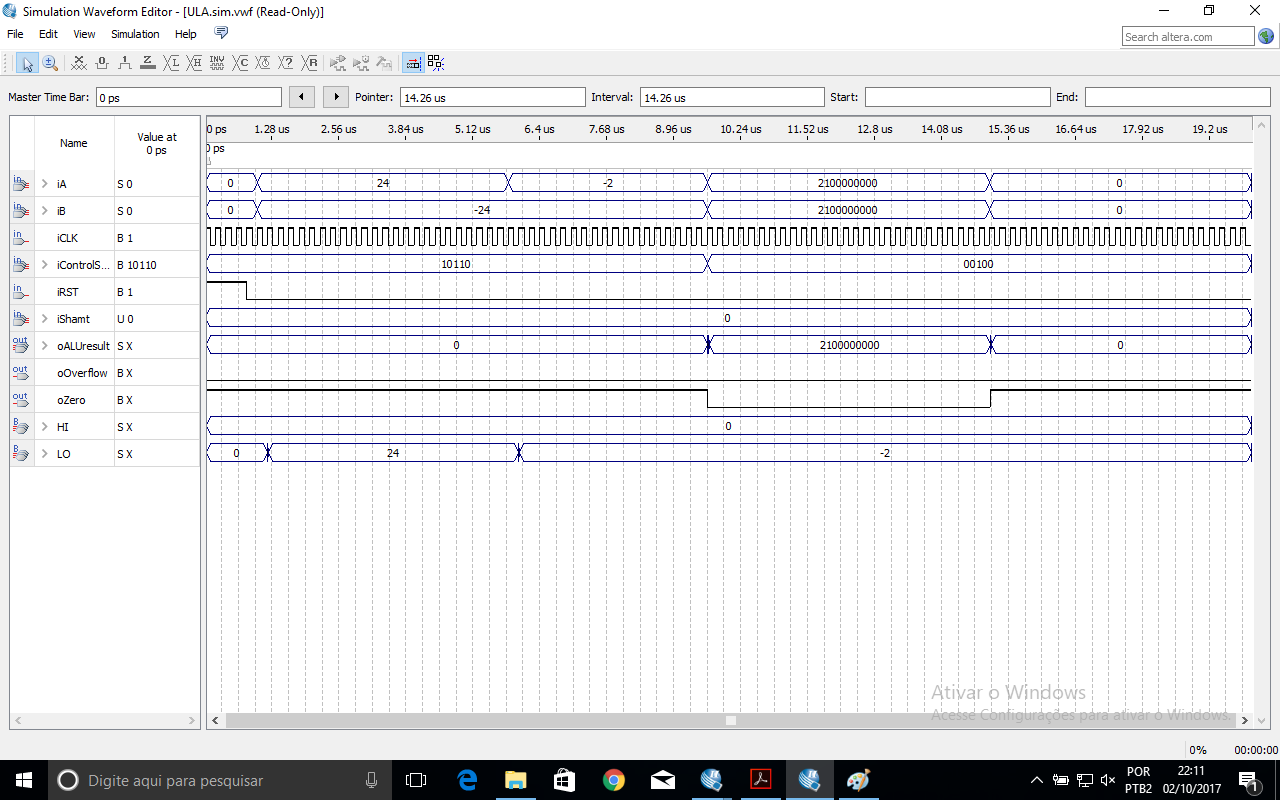 Simulation Waveform Editor - [ULA.sim.vwf (Read-Only)]
File Edit View Simulation Help
Search altera.com
Master Time Bar: 0 ps Pointer: 14.26 us Interval: 14.26 us Start: End:
Name Value at 0 ps
0 ps 1.28 us 2.56 us 3.84 us 5.12 us 6.4 us 7.68 us 8.96 us 10.24 us 11.52 us 12.8 us 14.08 us 15.36 us 16.64 us 17.92 us 19.2 us
0 ps
iA S 0 0 24 -2 2100000000 0
iB S 0 0 -24 2100000000 0
iCLK B 1
iControlS... B 10110 10110 00100
iRST B 1
iShamt U 0 0
oALUresult S X 0 2100000000 0
oOverflow B X
oZero B X
HI S X 0
LO S X 0 24 -2
Ativar o Windows
Acesse Configurações para ativar o Windows.
0% 00:00:00
Digite aqui para pesquisar
POR 22:11
PTB2 02/10/2017
1